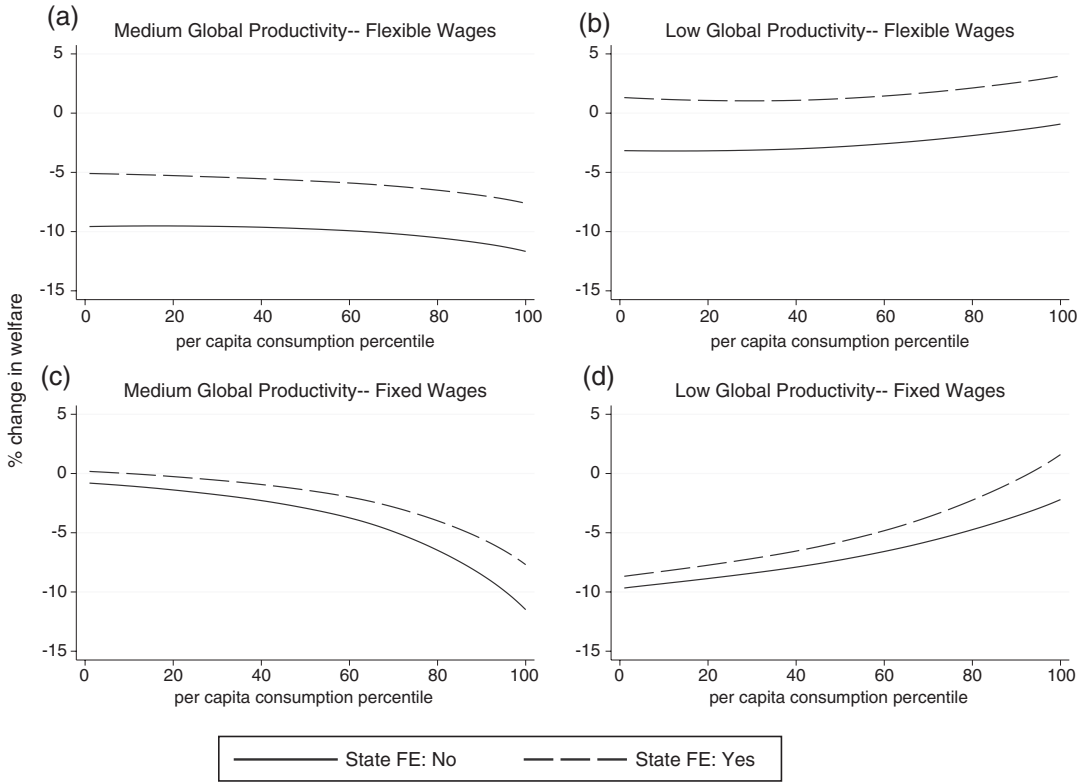 (a)
Medium Global Productivity-- Flexible Wages
5
0
-5
-10
-15
0 20 40 60 80 100
per capita consumption percentile
(b)
Low Global Productivity-- Flexible Wages
5
0
-5
-10
-15
0 20 40 60 80 100
per capita consumption percentile
% change in welfare
(c)
Medium Global Productivity-- Fixed Wages
5
0
-5
-10
-15
0 20 40 60 80 100
per capita consumption percentile
(d)
Low Global Productivity-- Fixed Wages
5
0
-5
-10
-15
0 20 40 60 80 100
per capita consumption percentile
State FE: No State FE: Yes